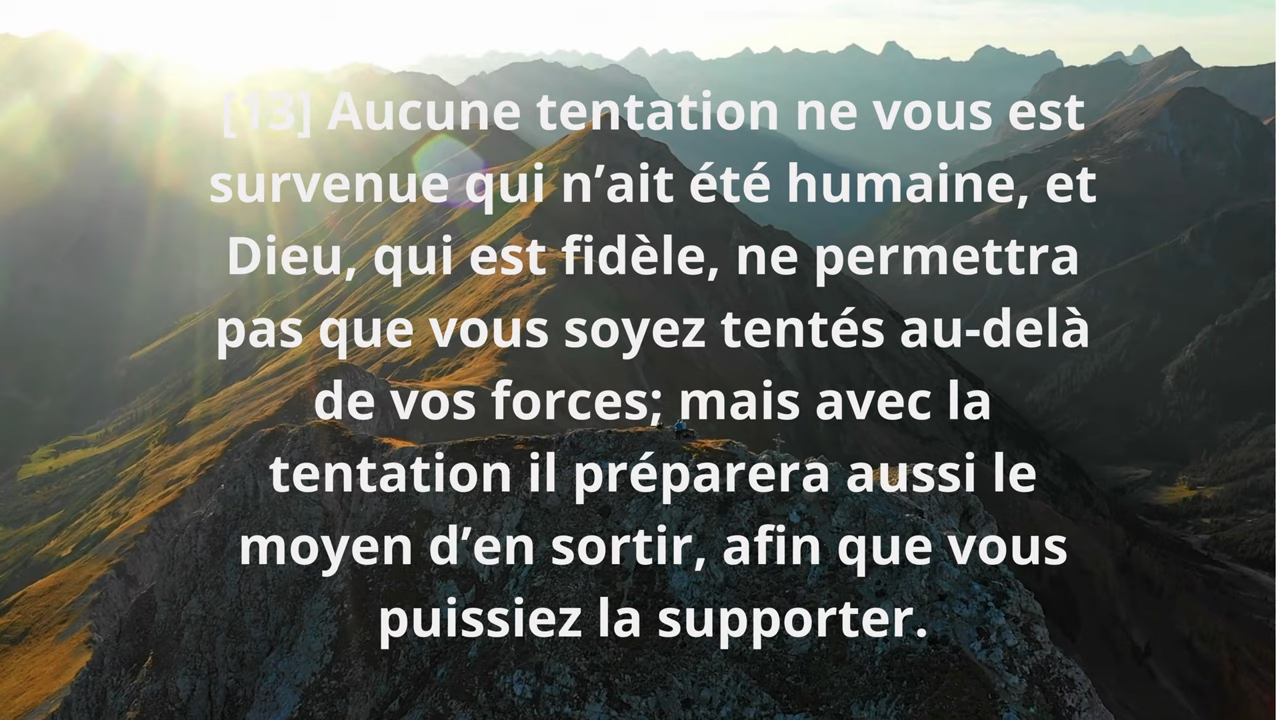 [13] Aucune tentation ne vous est
survenue qui n’ait été humaine, et
Dieu, qui est fidèle, ne permettra
pas que vous soyez tentés au-delà
de vos forces; mais avec la
tentation il préparera aussi le
moyen d’en sortir, afin que vous
puissiez la supporter.